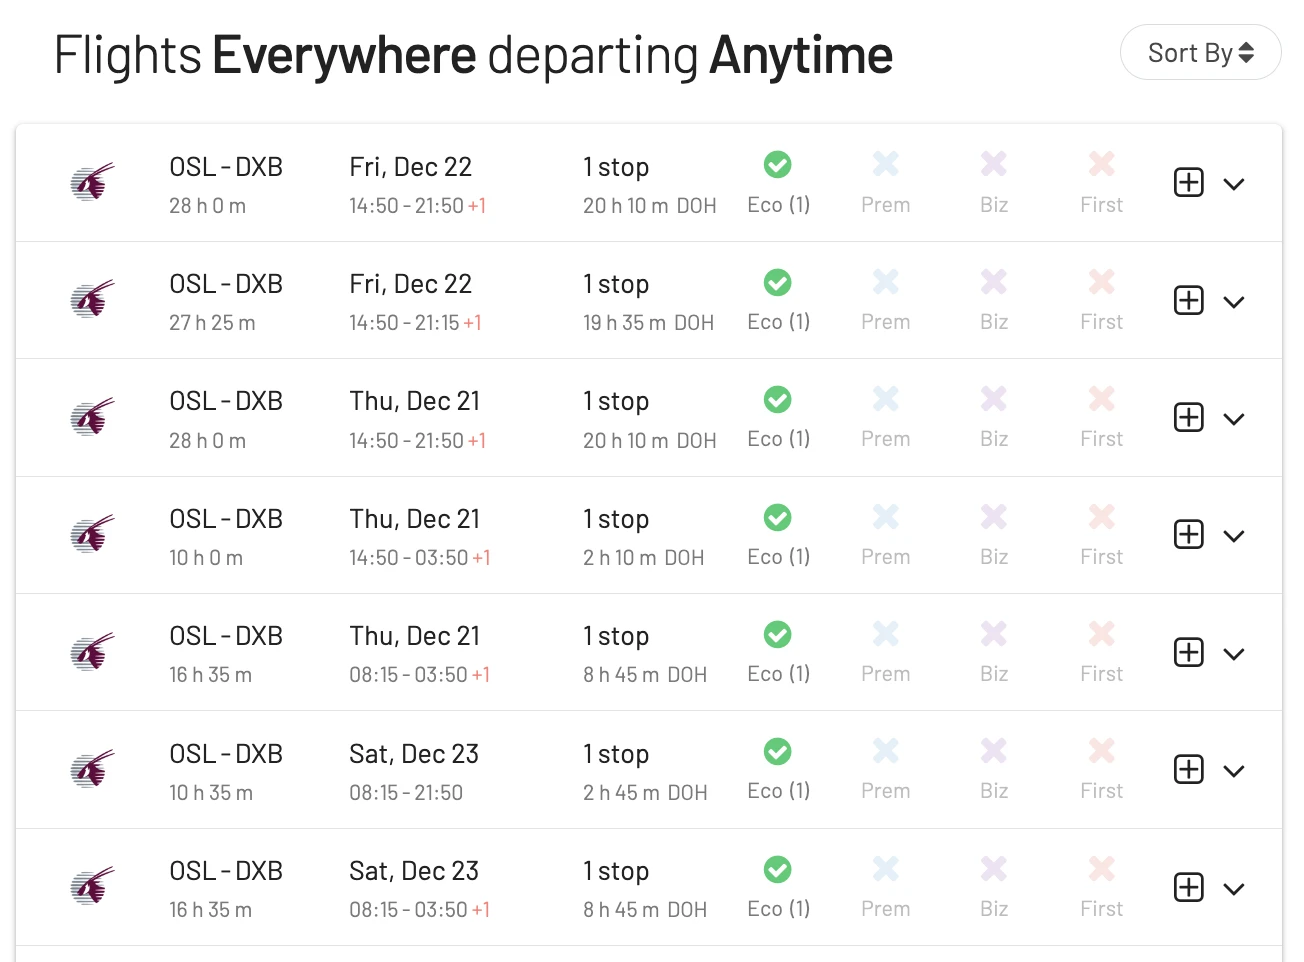 Flights Everywhere departing Anytime
Sort By
OSL - DXB Fri, Dec 22 1 stop
28 h 0 m 14:50 - 21:50 +1 20 h 10 m DOH Eco (1) Prem Biz First
OSL - DXB Fri, Dec 22 1 stop
27 h 25 m 14:50 - 21:15 +1 19 h 35 m DOH Eco (1) Prem Biz First
OSL - DXB Thu, Dec 21 1 stop
28 h 0 m 14:50 - 21:50 +1 20 h 10 m DOH Eco (1) Prem Biz First
OSL - DXB Thu, Dec 21 1 stop
10 h 0 m 14:50 - 03:50 +1 2 h 10 m DOH Eco (1) Prem Biz First
OSL - DXB Thu, Dec 21 1 stop
16 h 35 m 08:15 - 03:50 +1 8 h 45 m DOH Eco (1) Prem Biz First
OSL - DXB Sat, Dec 23 1 stop
10 h 35 m 08:15 - 21:50 2 h 45 m DOH Eco (1) Prem Biz First
OSL - DXB Sat, Dec 23 1 stop
16 h 35 m 08:15 - 03:50 +1 8 h 45 m DOH Eco (1) Prem Biz First